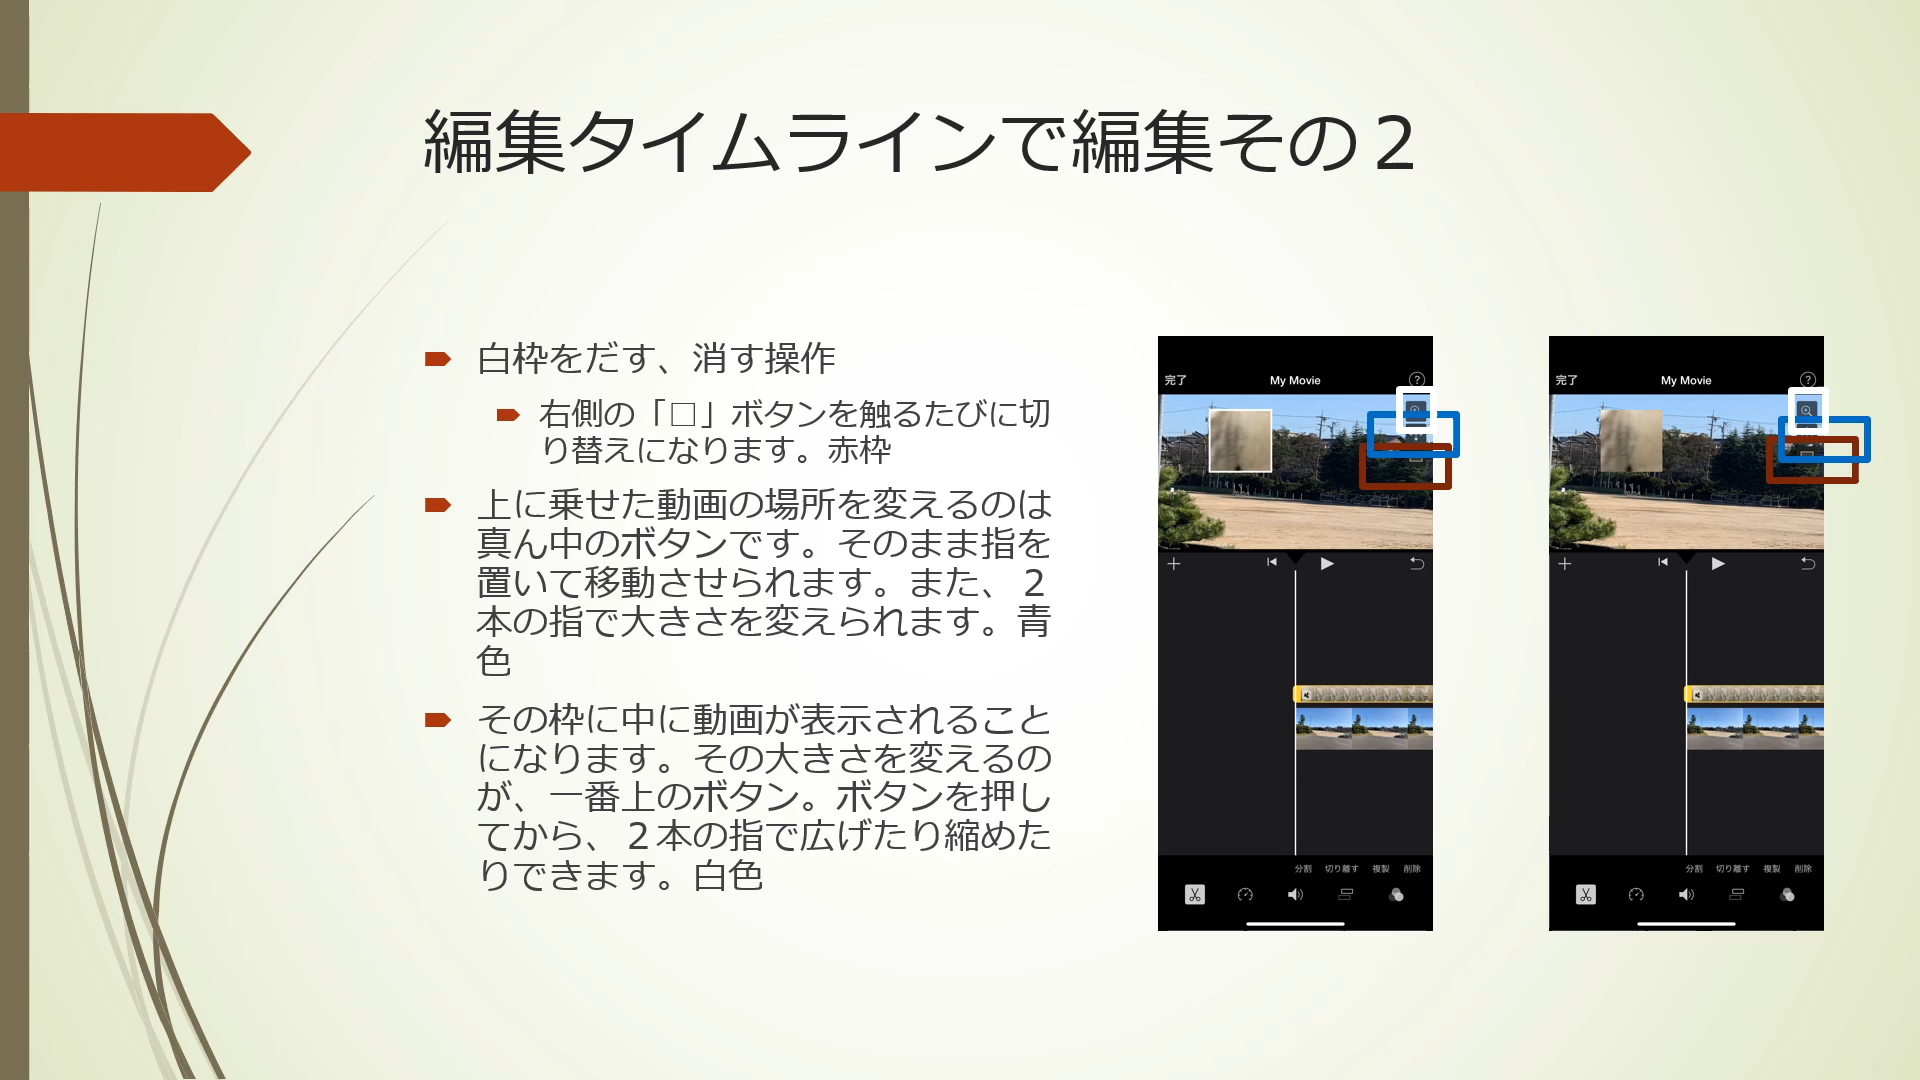 編集タイムラインで編集その２
白枠をだす、消す操作
右側の「□」ボタンを触るたびに切
り替えになります。赤枠
上に乗せた動画の場所を変えるのは
真ん中のボタンです。そのまま指を
置いて移動させられます。また、２
本の指で大きさを変えられます。青
色
その枠に中に動画が表示されること
になります。その大きさを変えるの
が、一番上のボタン。ボタンを押し
てから、２本の指で広げたり縮めた
りできます。白色
完了 My Movie ?
分割 切り離す 複製 削除
完了 My Movie ?
分割 切り離す 複製 削除